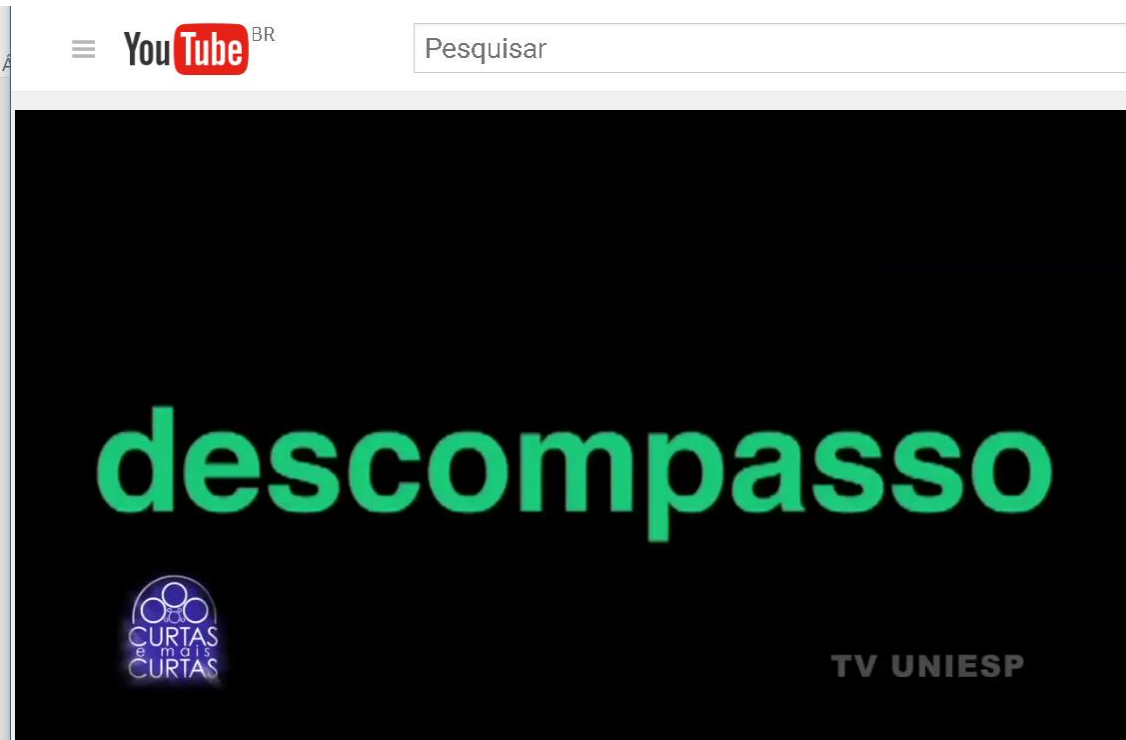 YouTube BR
Pesquisar
descompasso
CURTAS
e mais
CURTAS
TV UNIESP